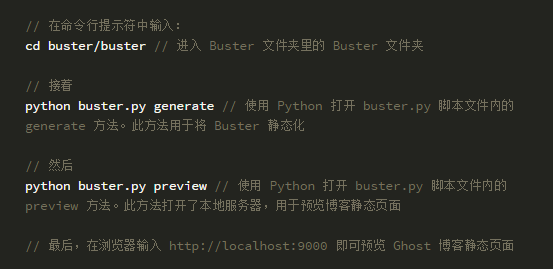 // 在命令行提示符中输入:
cd buster/buster // 进入 Buster 文件夹里的 Buster 文件夹
// 接着
python buster.py generate // 使用 Python 打开 buster.py 脚本文件内的
generate 方法。此方法用于将 Buster 静态化
// 然后
python buster.py preview // 使用 Python 打开 buster.py 脚本文件内的
preview 方法。此方法打开了本地服务器，用于预览博客静态页面
// 最后，在浏览器输入 http://localhost:9000 即可预览 Ghost 博客静态页面